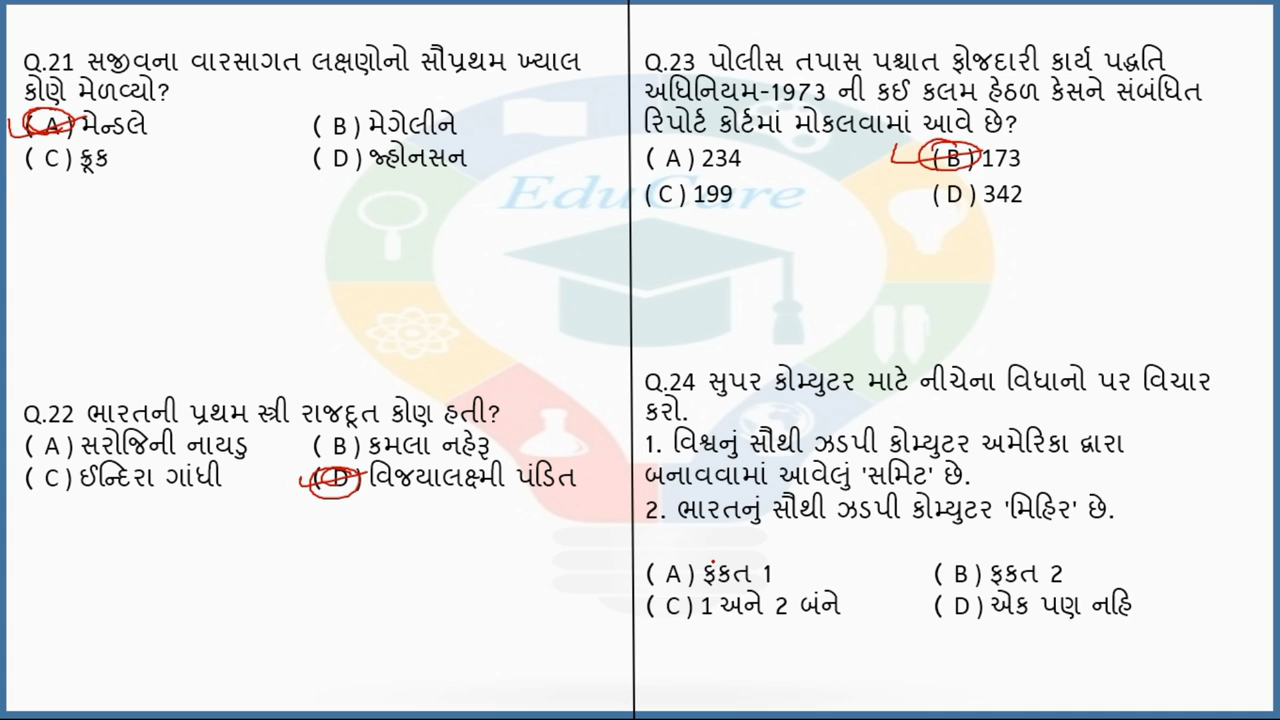 Q.21 સજીવના વારસાગત લક્ષણોનો સૌપ્રથમ ખ્યાલ
કોણે મેળવ્યો?
( A ) મેન્ડલે ( B ) મેગેલીને
( C ) કૂક ( D ) જ્હોનસન
Q.22 ભારતની પ્રથમ સ્ત્રી રાજદૂત કોણ હતી?
( A ) સરોજિની નાયડુ ( B ) કમલા નહેરૂ
( C ) ઈન્દિરા ગાંધી ( D ) વિજયાલક્ષ્મી પંડિત
Q.23 પોલીસ તપાસ પશ્ચાત ફોજદારી કાર્ય પદ્ધતિ
અધિનિયમ-1973 ની કઈ કલમ હેઠળ કેસને સંબંધિત
રિપોર્ટ કોર્ટમાં મોકલવામાં આવે છે?
( A ) 234 ( B ) 173
( C ) 199 ( D ) 342
EduCare
Q.24 સુપર કોમ્યુટર માટે નીચેના વિધાનો પર વિચાર
કરો.
1. વિશ્વનું સૌથી ઝડપી કોમ્યુટર અમેરિકા દ્વારા
બનાવવામાં આવેલું 'સમિટ' છે.
2. ભારતનું સૌથી ઝડપી કોમ્યુટર 'મિહિર' છે.
( A ) ફકત 1 ( B ) ફકત 2
( C ) 1 અને 2 બંને ( D ) એક પણ નહિ